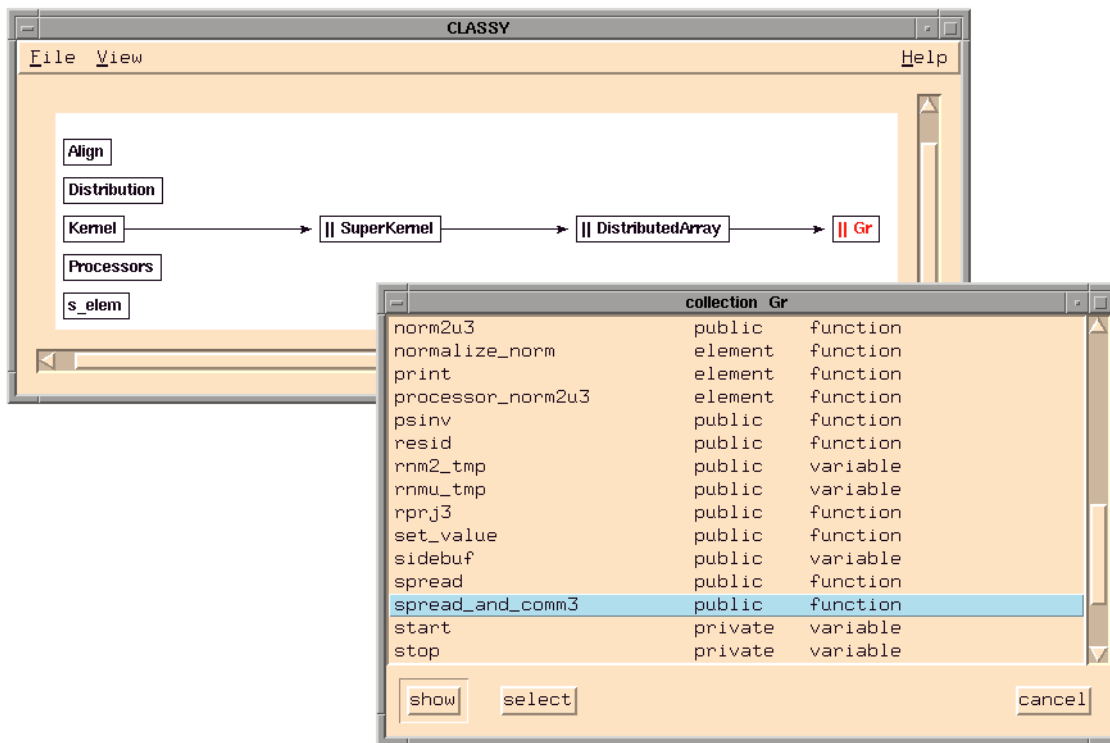 CLASSY
File View Help
Align
Distribution
Kernel || SuperKernel || DistributedArray || Gr
Processors
s_elem
collection Gr
norm2u3 public function
normalize_norm element function
print element function
processor_norm2u3 element function
psinv public function
resid public function
rnm2_tmp public variable
rnmu_tmp public variable
rprj3 public function
set_value public function
sidebuf public variable
spread public function
spread_and_comm3 public function
start private variable
stop private variable
show select cancel